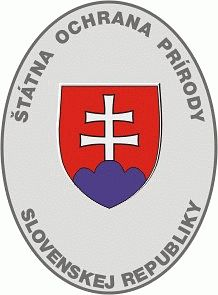 ŠTÁTNA OCHRANA PRÍRODY
SLOVENSKEJ REPUBLIKY